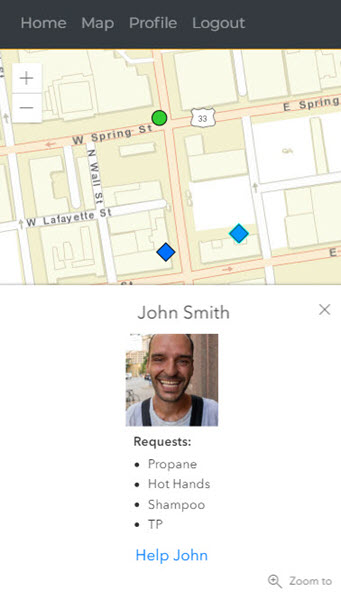 Home Map Profile Logout
+
−
33
E Spring
W Spring St
N Wall St
W Lafayette St
E
John Smith
Requests:
• Propane
• Hot Hands
• Shampoo
• TP
Help John
Zoom to